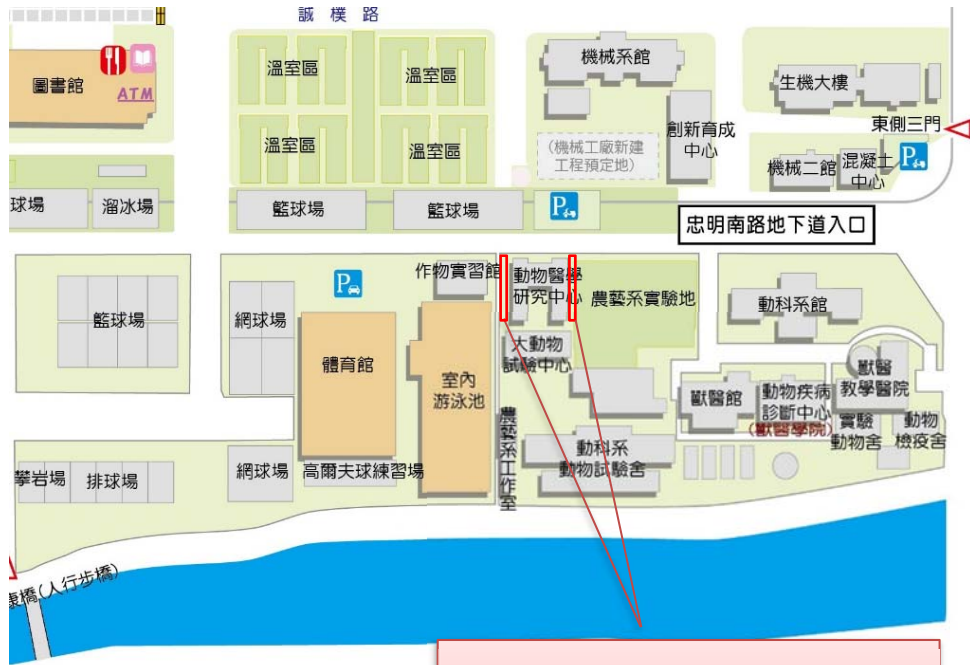 誠樸路
圖書館
ATM
溫室區
溫室區
溫室區
溫室區
機械系館
生機大樓
創新育成
中心
東側三門
(機械工廠新建
工程預定地)
機械二館
混凝土
中心
P
球場
溜冰場
籃球場
籃球場
P
忠明南路地下道入口
籃球場
網球場
P
作物實習館
動物醫學
研究中心
農藝系實驗地
動科系館
體育館
室內
游泳池
大動物
試驗中心
獸醫館
動物疾病
診斷中心
(獸醫學院)
獸醫
教學醫院
實驗
動物舍
動物
檢疫舍
農藝系工作室
動科系
動物試驗舍
攀岩場
排球場
網球場
高爾夫球練習場
康橋(人行步橋)